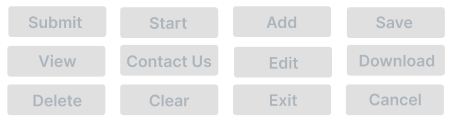 Submit Start Add Save
View Contact Us Edit Download
Delete Clear Exit Cancel